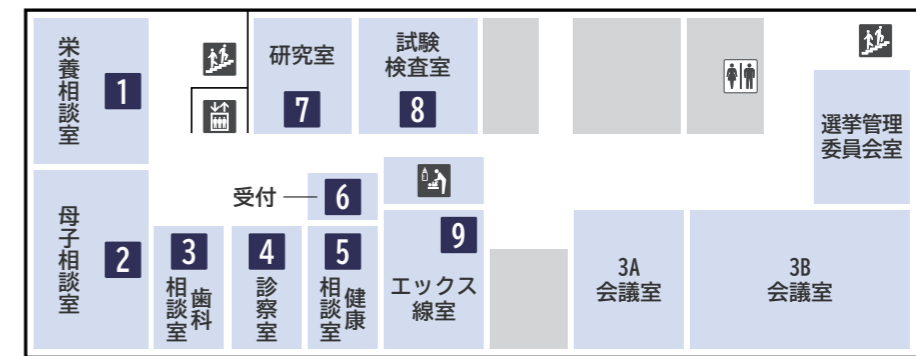 栄養相談室
1
研究室
7
試験
検査室
8
選挙管理
委員会室
母子相談室
2
受付
6
3
歯科
相談室
4
診察室
5
健康
相談室
9
エックス
線室
3A
会議室
3B
会議室